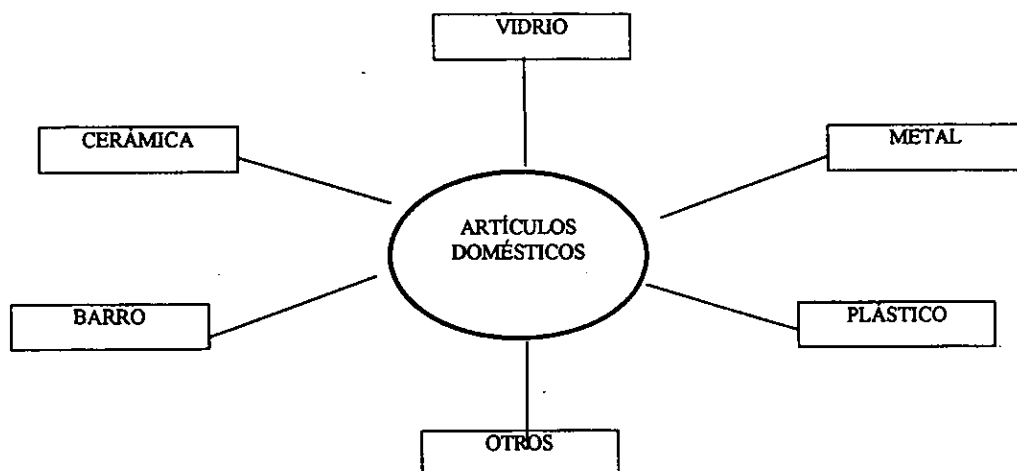 VIDRIO
CERÁMICA
METAL
ARTÍCULOS
DOMÉSTICOS
BARRO
PLÁSTICO
OTROS